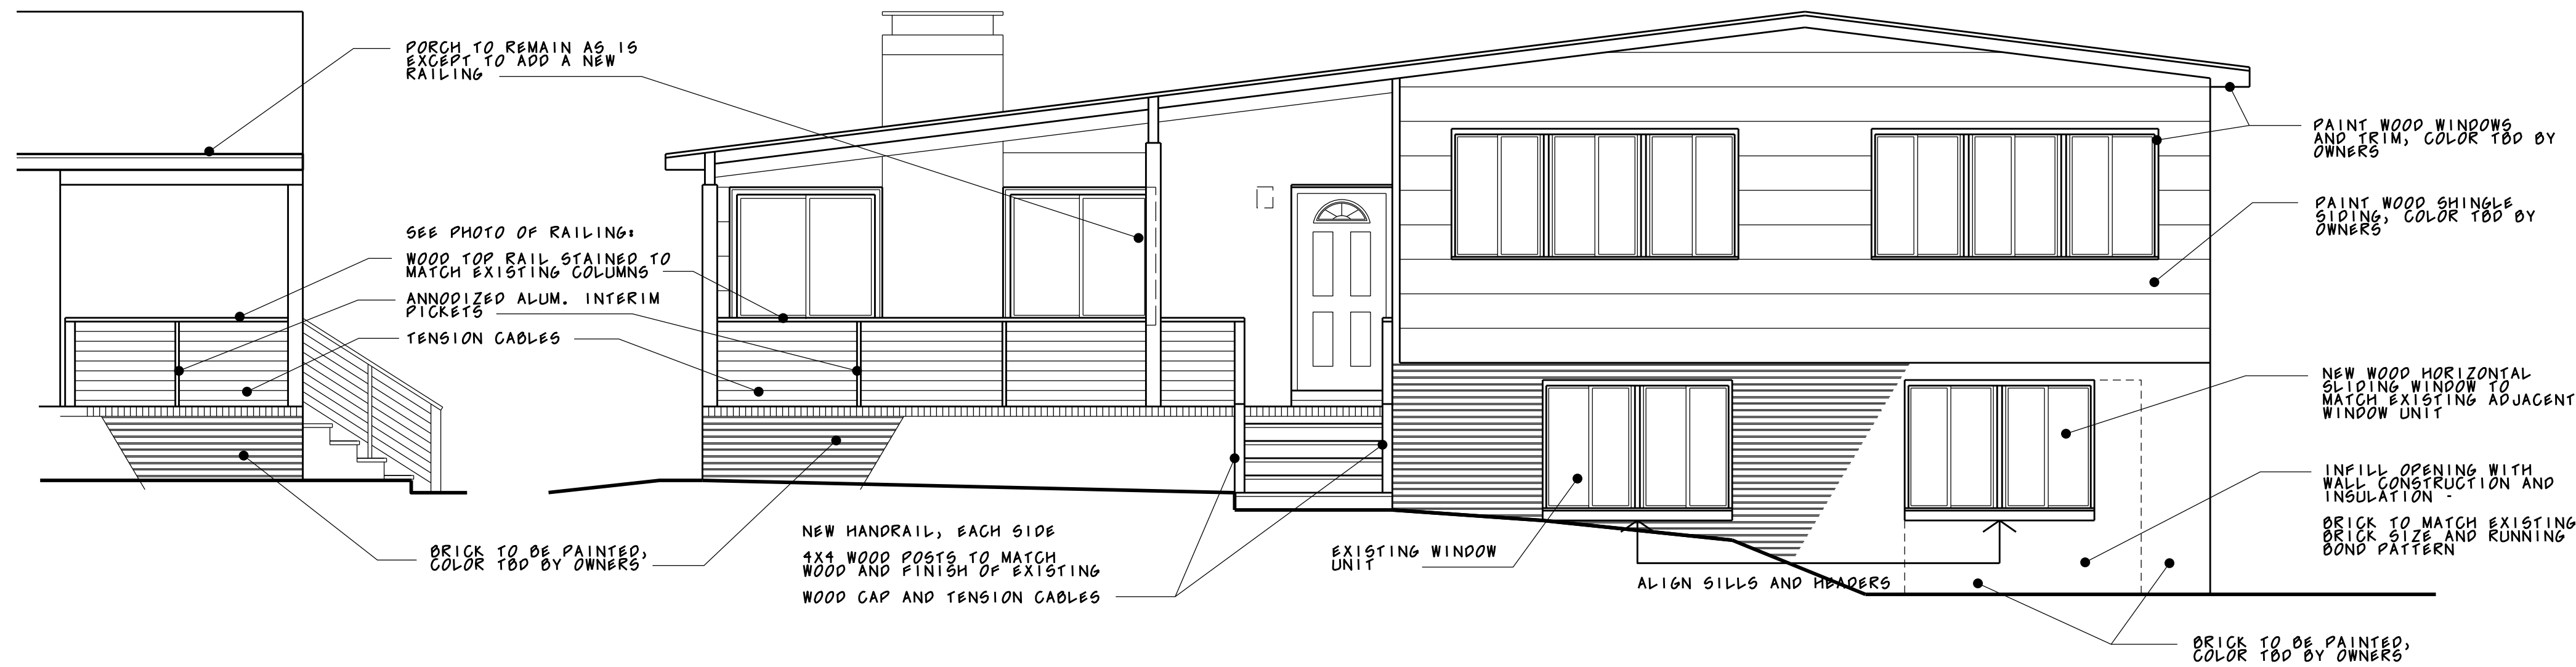 PORCH TO REMAIN AS IS
EXCEPT TO ADD A NEW
RAILING
SEE PHOTO OF RAILING:
WOOD TOP RAIL STAINED TO
MATCH EXISTING COLUMNS
ANNODIZED ALUM. INTERIM
PICKETS
TENSION CABLES
BRICK TO BE PAINTED,
COLOR TBD BY OWNERS
NEW HANDRAIL, EACH SIDE
4X4 WOOD POSTS TO MATCH
WOOD AND FINISH OF EXISTING
WOOD CAP AND TENSION CABLES
EXISTING WINDOW
UNIT
ALIGN SILLS AND HEADERS
PAINT WOOD WINDOWS
AND TRIM, COLOR TBD BY
OWNERS
PAINT WOOD SHINGLE
SIDING, COLOR TBD BY
OWNERS
NEW WOOD HORIZONTAL
SLIDING WINDOW TO
MATCH EXISTING ADJACENT
WINDOW UNIT
INFILL OPENING WITH
WALL CONSTRUCTION AND
INSULATION -
BRICK TO MATCH EXISTING
BRICK SIZE AND RUNNING
BOND PATTERN
BRICK TO BE PAINTED,
COLOR TBD BY OWNERS